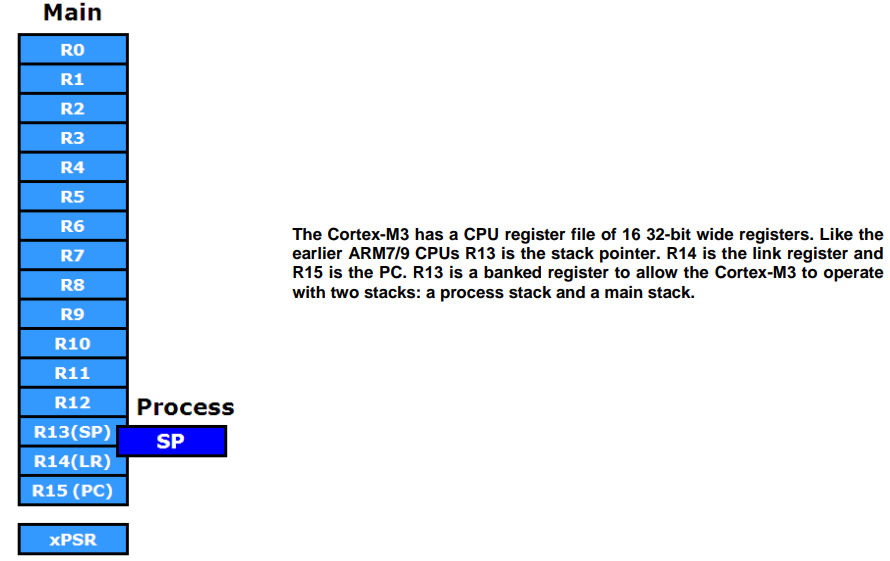 Main
R0
R1
R2
R3
R4
R5
R6
R7
R8
R9
R10
R11
R12
R13(SP)
R14(LR)
R15 (PC)
xPSR
Process
SP
The Cortex-M3 has a CPU register file of 16 32-bit wide registers. Like the
earlier ARM7/9 CPUs R13 is the stack pointer. R14 is the link register and
R15 is the PC. R13 is a banked register to allow the Cortex-M3 to operate
with two stacks: a process stack and a main stack.